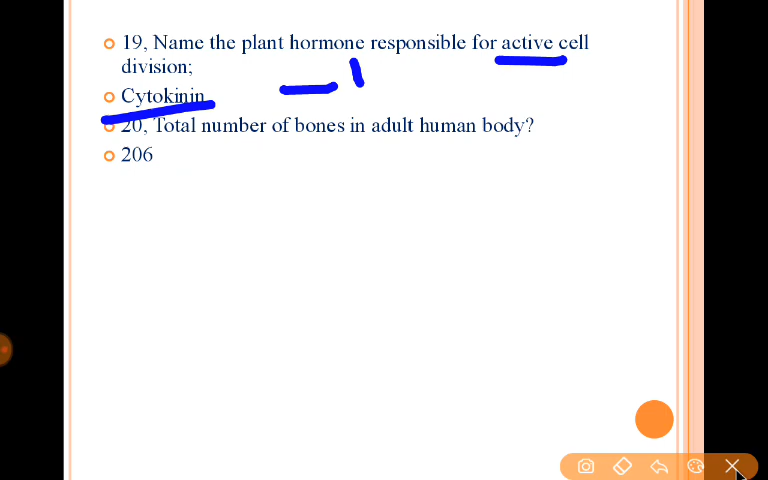 19, Name the plant hormone responsible for active cell
division;
Cytokinin
20, Total number of bones in adult human body?
206